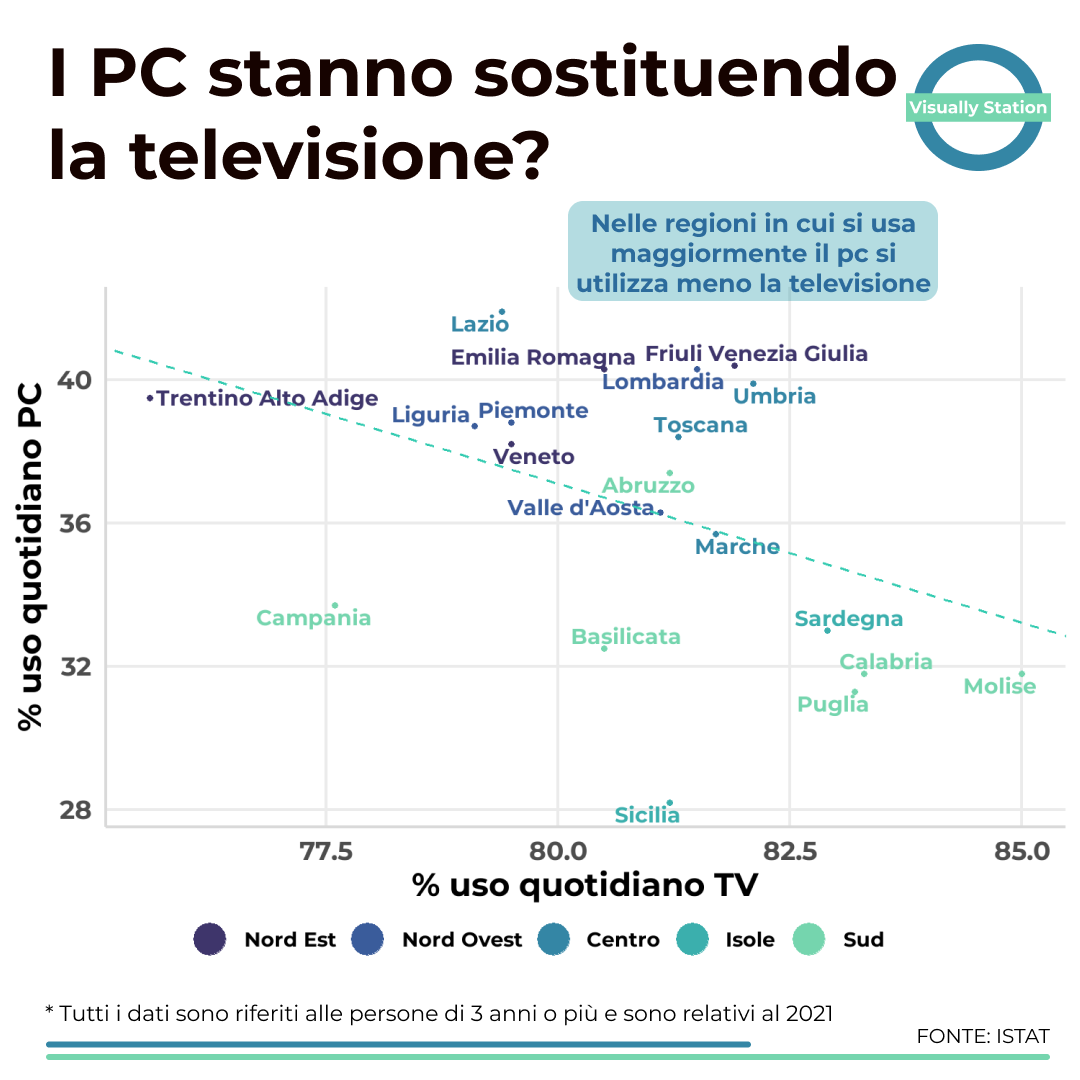 I PC stanno sostituendo
la televisione?
Visually Station
Nelle regioni in cui si usa
maggiormente il pc si
utilizza meno la televisione
Lazio
Emilia Romagna
Friuli Venezia Giulia
40
Lombardia
Umbria
Trentino Alto Adige
Liguria
Piemonte
Toscana
Veneto
Abruzzo
Valle d'Aosta
36
Marche
Campania
Sardegna
Basilicata
32
Calabria
Molise
Puglia
28
Sicilia
% uso quotidiano PC
77.5
80.0
82.5
85.0
% uso quotidiano TV
Nord Est
Nord Ovest
Centro
Isole
Sud
* Tutti i dati sono riferiti alle persone di 3 anni o più e sono relativi al 2021
FONTE: ISTAT